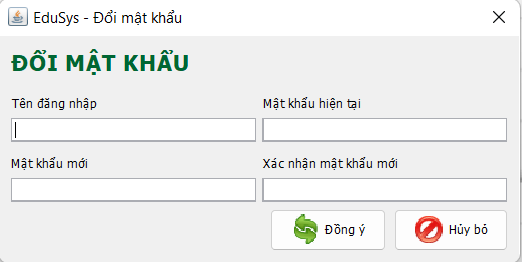 EduSys - Đổi mật khẩu
ĐỔI MẬT KHẨU
Tên đăng nhập
Mật khẩu hiện tại
Mật khẩu mới
Xác nhận mật khẩu mới
Đồng ý
Hủy bỏ